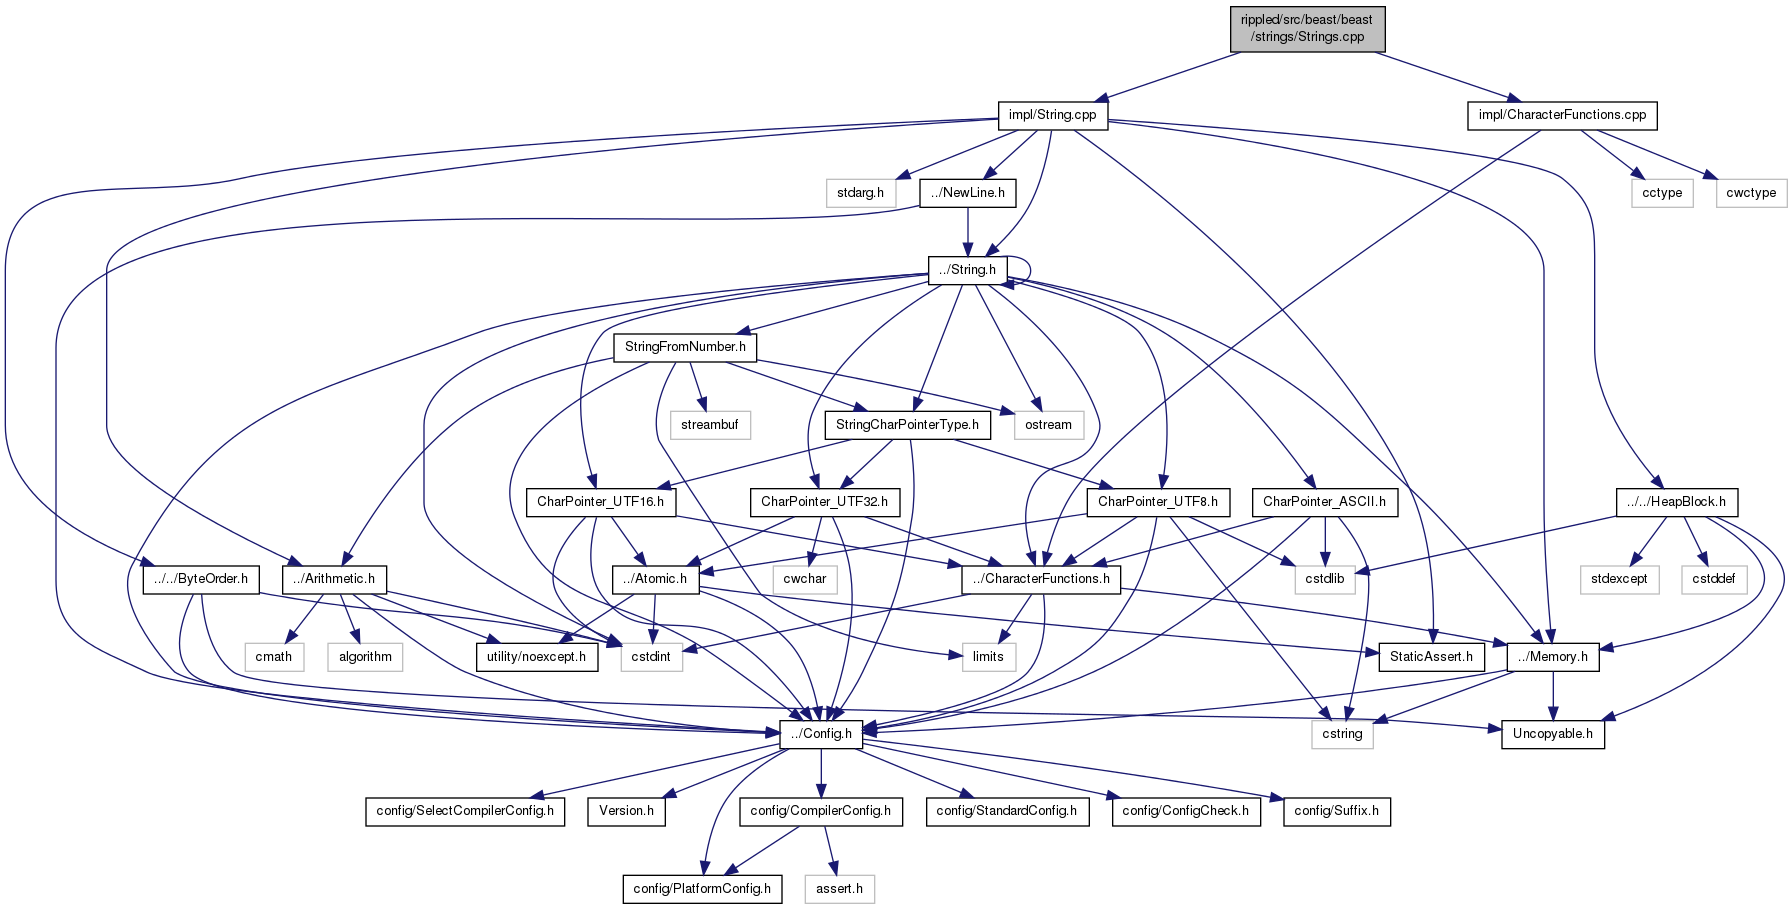 rippled/src/beast/beast
/strings/Strings.cpp
impl/String.cpp
impl/CharacterFunctions.cpp
stdarg.h
../NewLine.h
cctype
cwctype
../String.h
StringFromNumber.h
streambuf
StringCharPointerType.h
ostream
CharPointer_UTF16.h
CharPointer_UTF32.h
CharPointer_UTF8.h
CharPointer_ASCII.h
../../HeapBlock.h
../../ByteOrder.h
../Arithmetic.h
../Atomic.h
cwchar
../CharacterFunctions.h
cstdlib
stdexcept
cstddef
cmath
algorithm
utility/noexcept.h
cstdint
limits
StaticAssert.h
../Memory.h
../Config.h
cstring
Uncopyable.h
config/SelectCompilerConfig.h
Version.h
config/CompilerConfig.h
config/StandardConfig.h
config/ConfigCheck.h
config/Suffix.h
config/PlatformConfig.h
assert.h